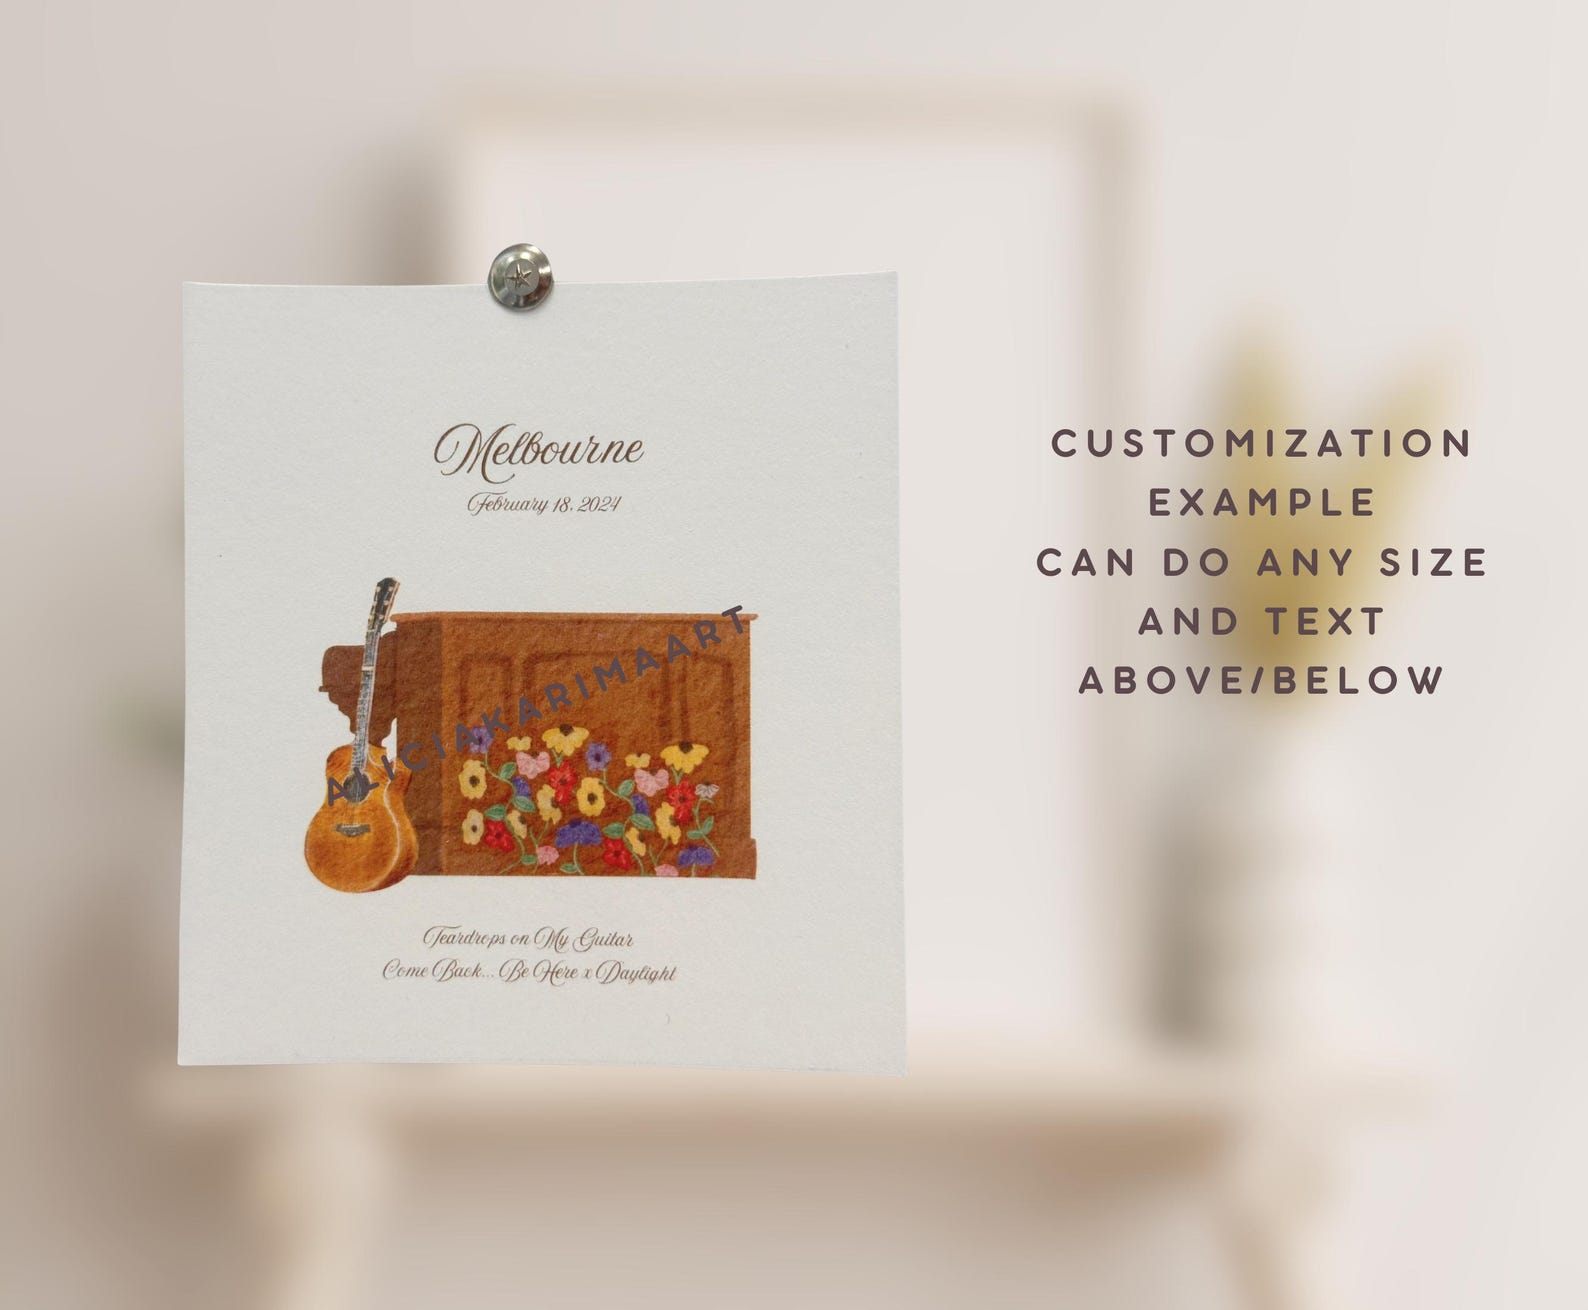 Melbourne
February 18, 2024
ALICIAKARIMAART
Teardrops on My Guitar
Come Back... Be Here x Daylight
CUSTOMIZATION
EXAMPLE
CAN DO ANY SIZE
AND TEXT
ABOVE/BELOW